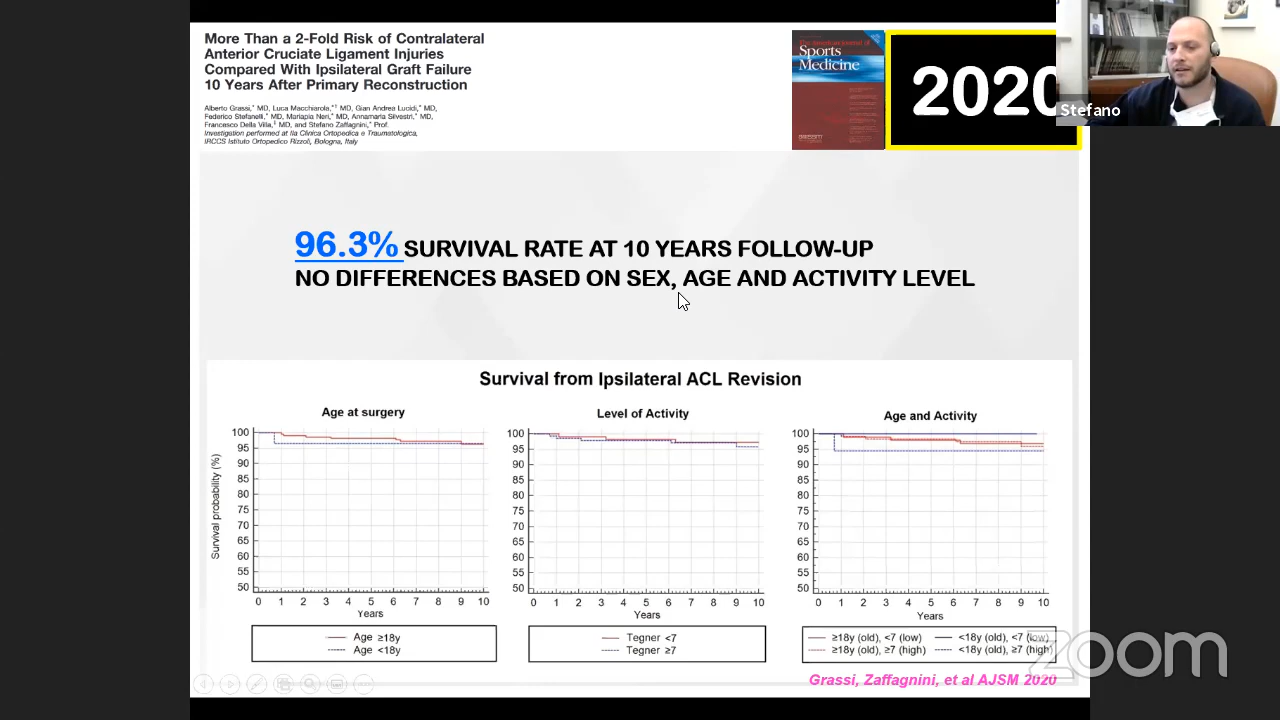 More Than a 2-Fold Risk of Contralateral
Anterior Cruciate Ligament Injuries
Compared With Ipsilateral Graft Failure
10 Years After Primary Reconstruction
Alberto Grassi,* MD, Luca Macchiarola,*† MD, Gian Andrea Lucidi,* MD,
Federico Stefanelli,* MD, Mariapia Neri,* MD, Annamaria Silvestri,* MD,
Francesco Della Villa,‡ MD, and Stefano Zaffagnini,* Prof.
Investigation performed at IIa Clinica Ortopedica e Traumatologica,
IRCCS Istituto Ortopedico Rizzoli, Bologna, Italy
Sports
Medicine
2020
Stefano
96.3% SURVIVAL RATE AT 10 YEARS FOLLOW-UP
NO DIFFERENCES BASED ON SEX, AGE AND ACTIVITY LEVEL
Survival from Ipsilateral ACL Revision
Age at surgery
Survival probability (%)
100
95
90
85
80
75
70
65
60
55
50
0 1 2 3 4 5 6 7 8 9 10
Years
Age ≥18y
Age <18y
Level of Activity
100
95
90
85
80
75
70
65
60
55
50
0 1 2 3 4 5 6 7 8 9 10
Years
Tegner <7
Tegner ≥7
Age and Activity
100
95
90
85
80
75
70
65
60
55
50
0 1 2 3 4 5 6 7 8 9 10
Years
≥18y (old), <7 (low) <18y (old), <7 (low)
≥18y (old), ≥7 (high) <18y (old), ≥7 (high)
Grassi, Zaffagnini, et al AJSM 2020
zoom